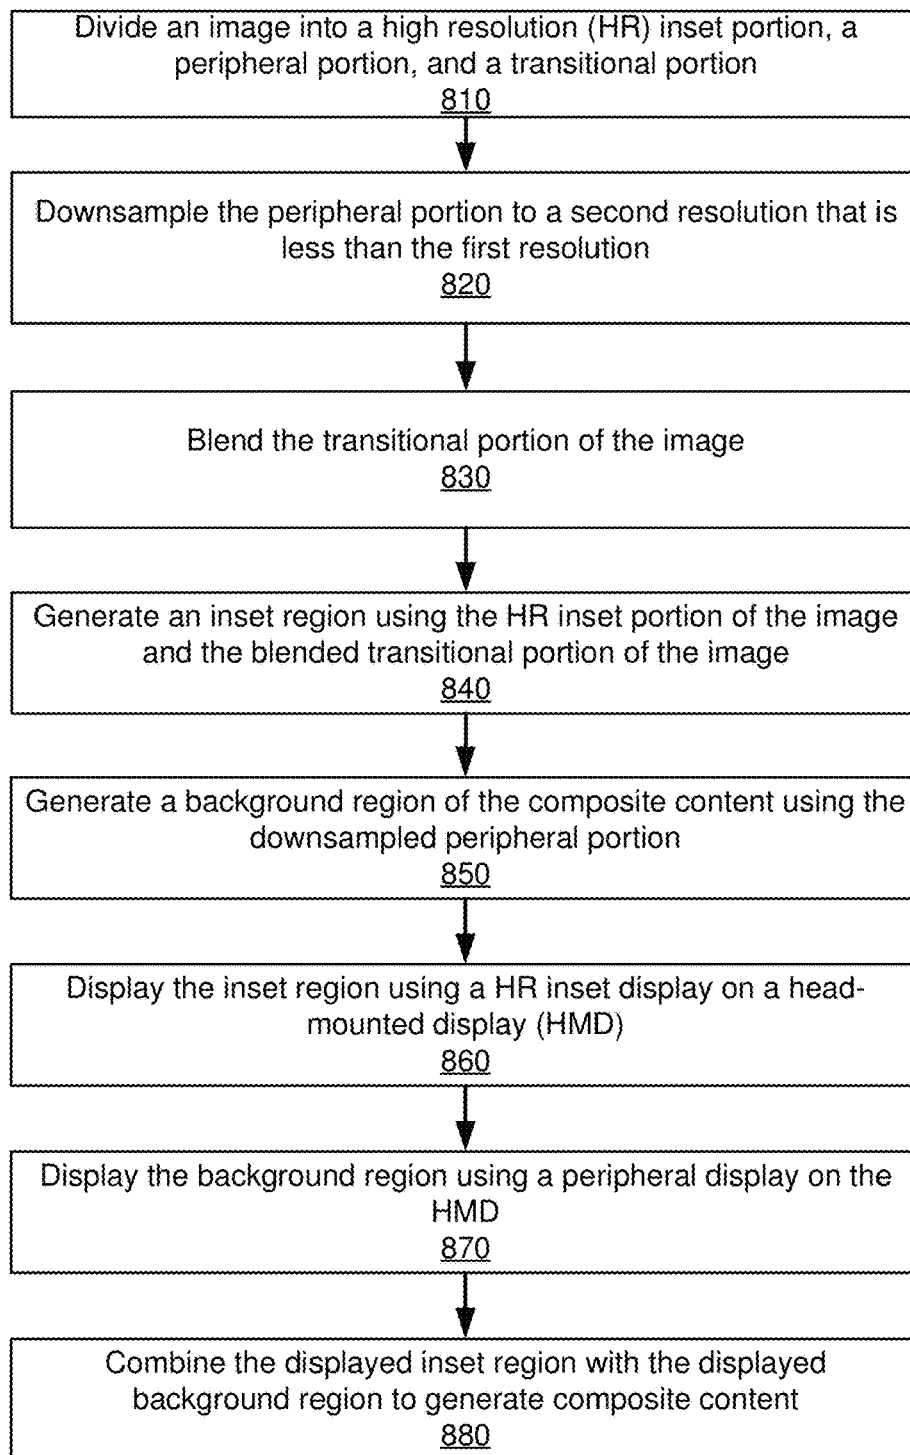 Divide an image into a high resolution (HR) inset portion, a
peripheral portion, and a transitional portion
810
Downsample the peripheral portion to a second resolution that is
less than the first resolution
820
Blend the transitional portion of the image
830
Generate an inset region using the HR inset portion of the image
and the blended transitional portion of the image
840
Generate a background region of the composite content using the
downsampled peripheral portion
850
Display the inset region using a HR inset display on a head-
mounted display (HMD)
860
Display the background region using a peripheral display on the
HMD
870
Combine the displayed inset region with the displayed
background region to generate composite content
880